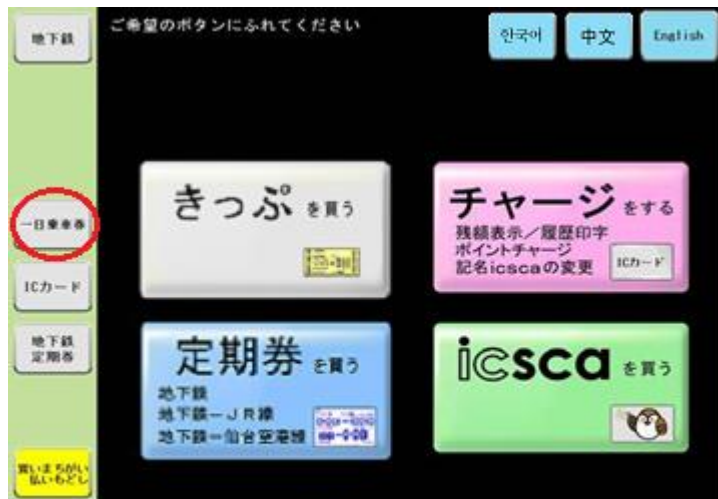 地下鉄
ご希望のボタンにふれてください
한국어
中文
English
一日乗車券
ICカード
地下鉄
定期券
買いまちがい
払いもどし
きっぷを買う
チャージをする
残額表示/履歴印字
ポイントチャージ
記名icscaの変更
ICカード
定期券を買う
地下鉄
地下鉄-JR線
地下鉄-仙台空港線
icscaを買う